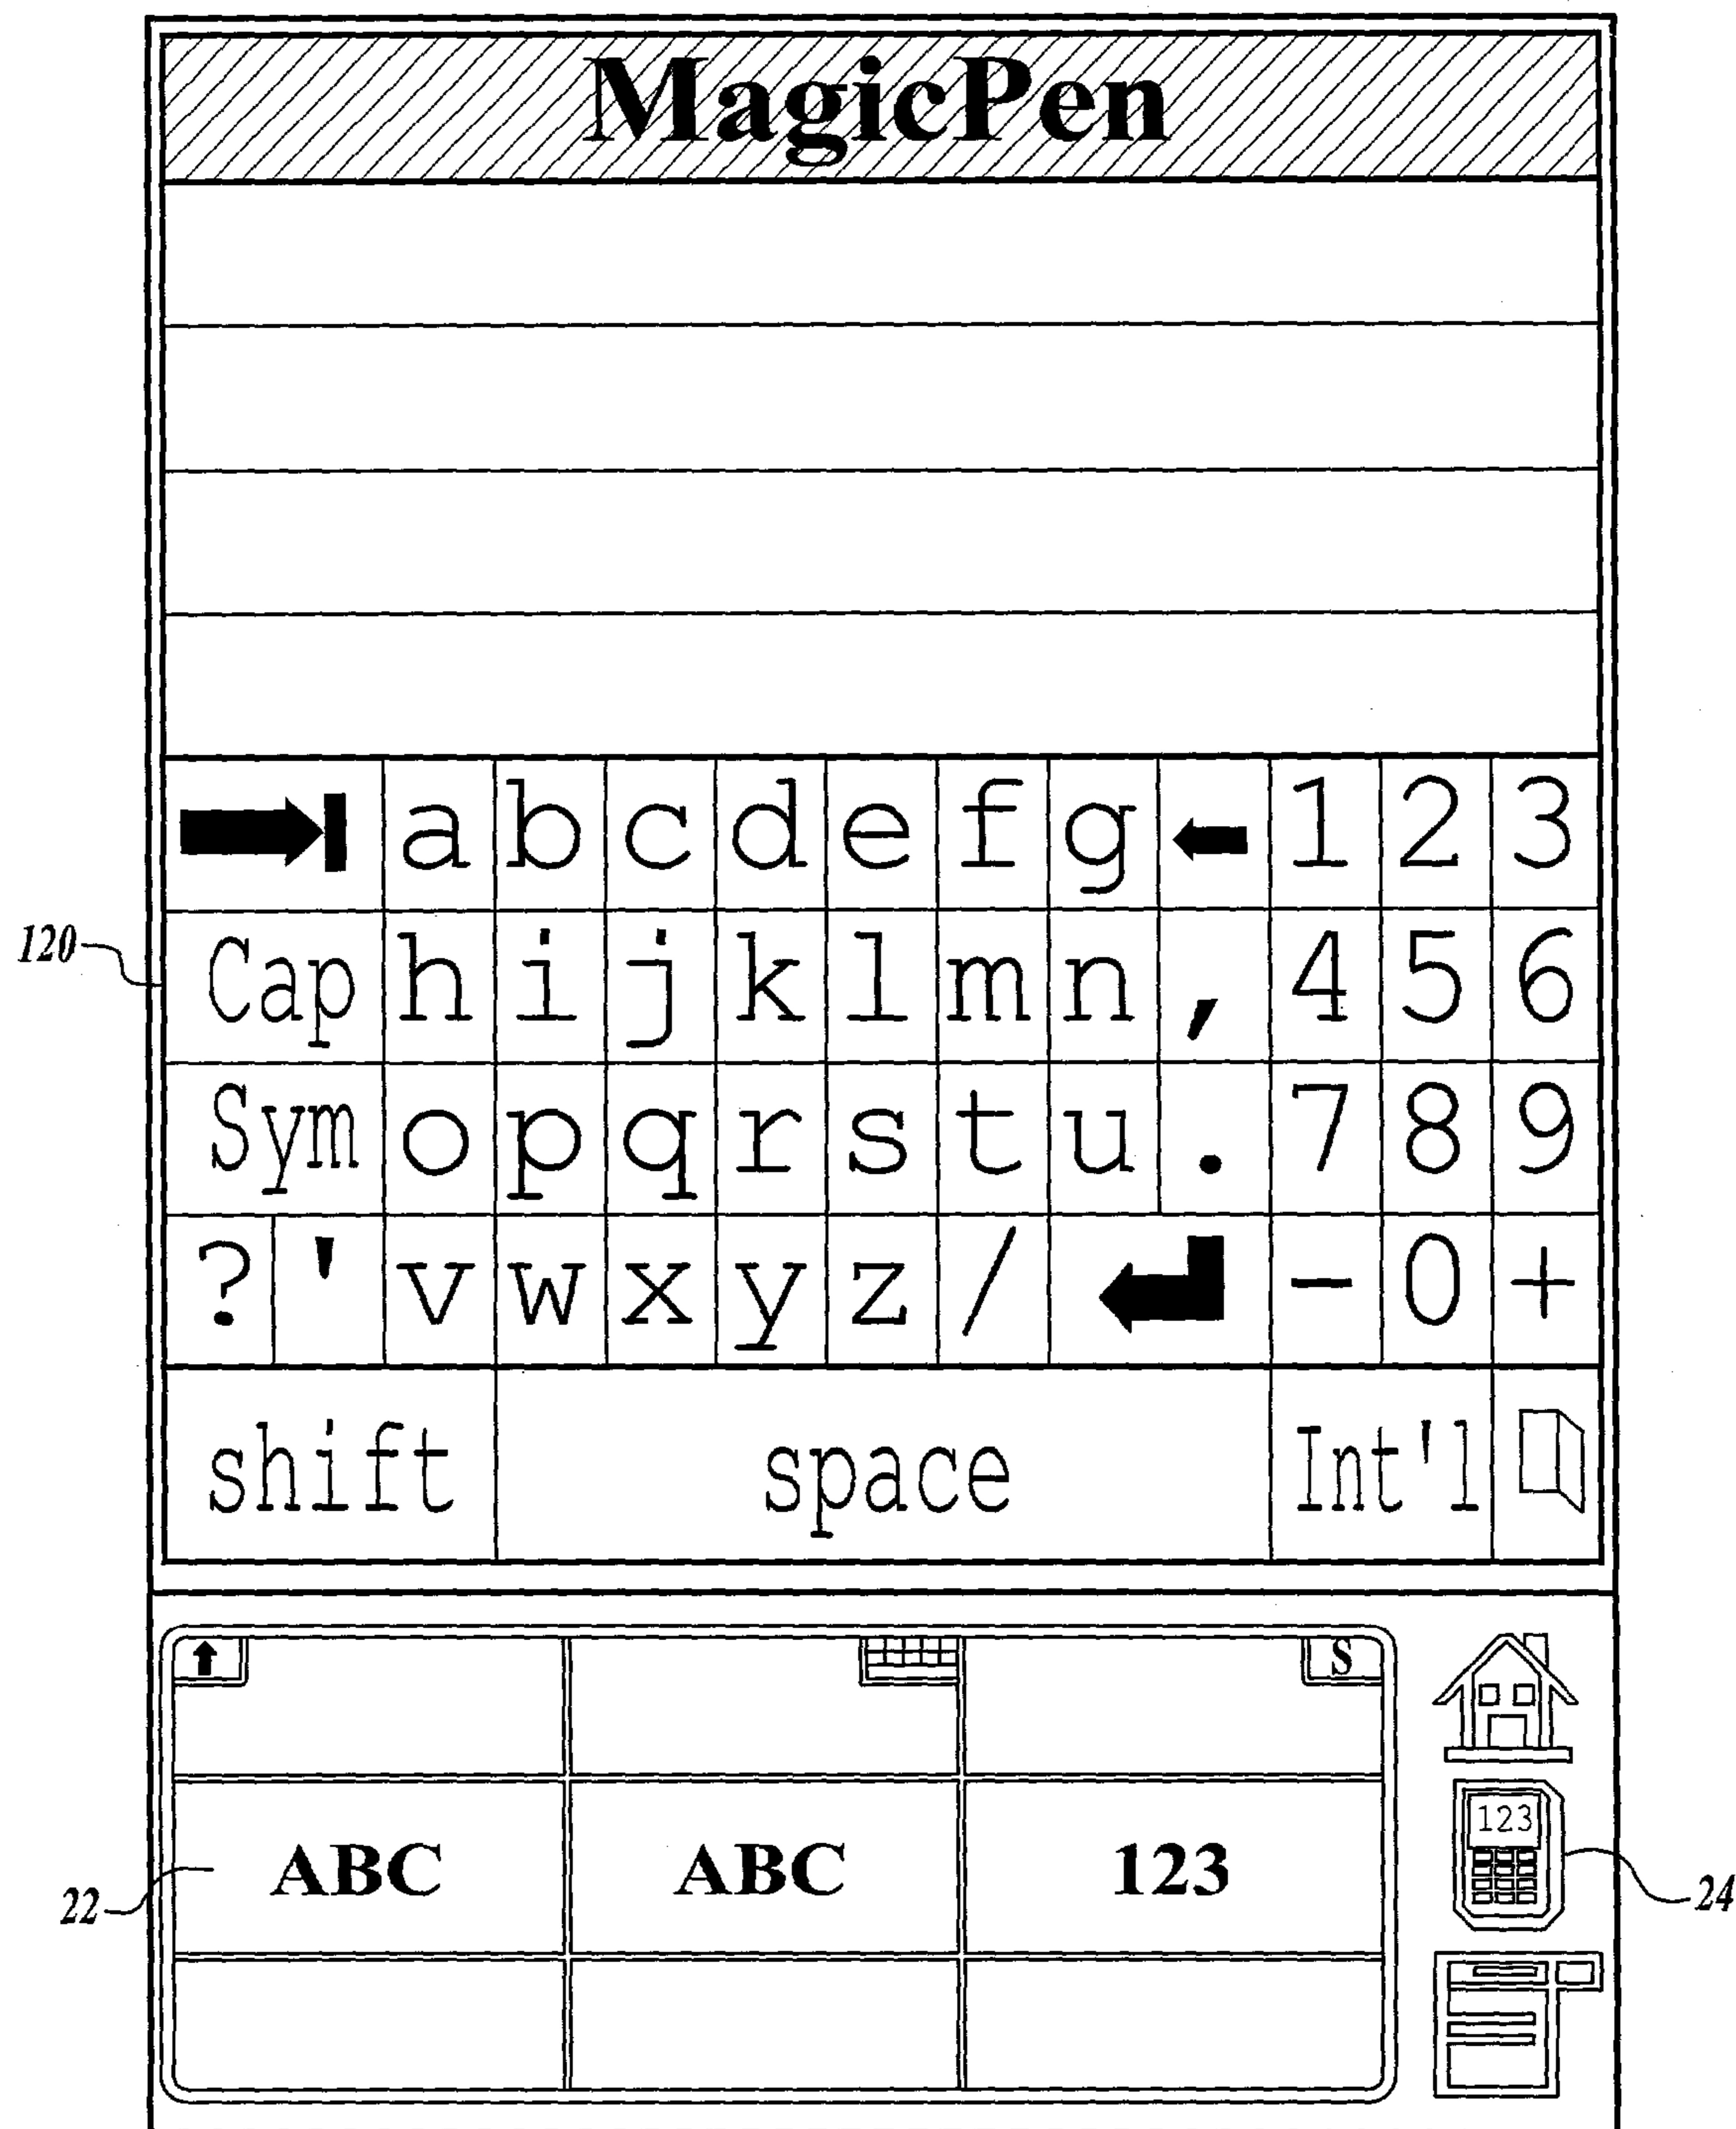 MagicPen
a b c d e f g 1 2 3
120
Cap h i j k l m n , 4 5 6
Sym o p q r s t u . 7 8 9
? ' v w x y z / - 0 +
shift space Int'l
S
123
ABC ABC 123
22
24